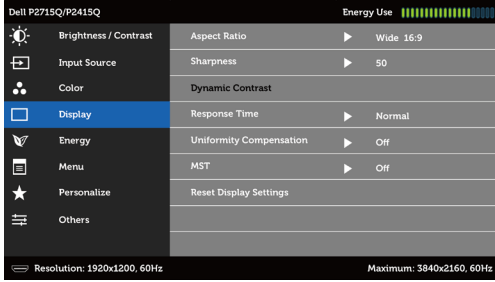 Dell P2715Q/P2415Q Energy Use
Brightness / Contrast Aspect Ratio Wide 16:9
Input Source Sharpness 50
Color Dynamic Contrast
Display Response Time Normal
Energy Uniformity Compensation Off
Menu MST Off
Personalize Reset Display Settings
Others
Resolution: 1920x1200, 60Hz Maximum: 3840x2160, 60Hz